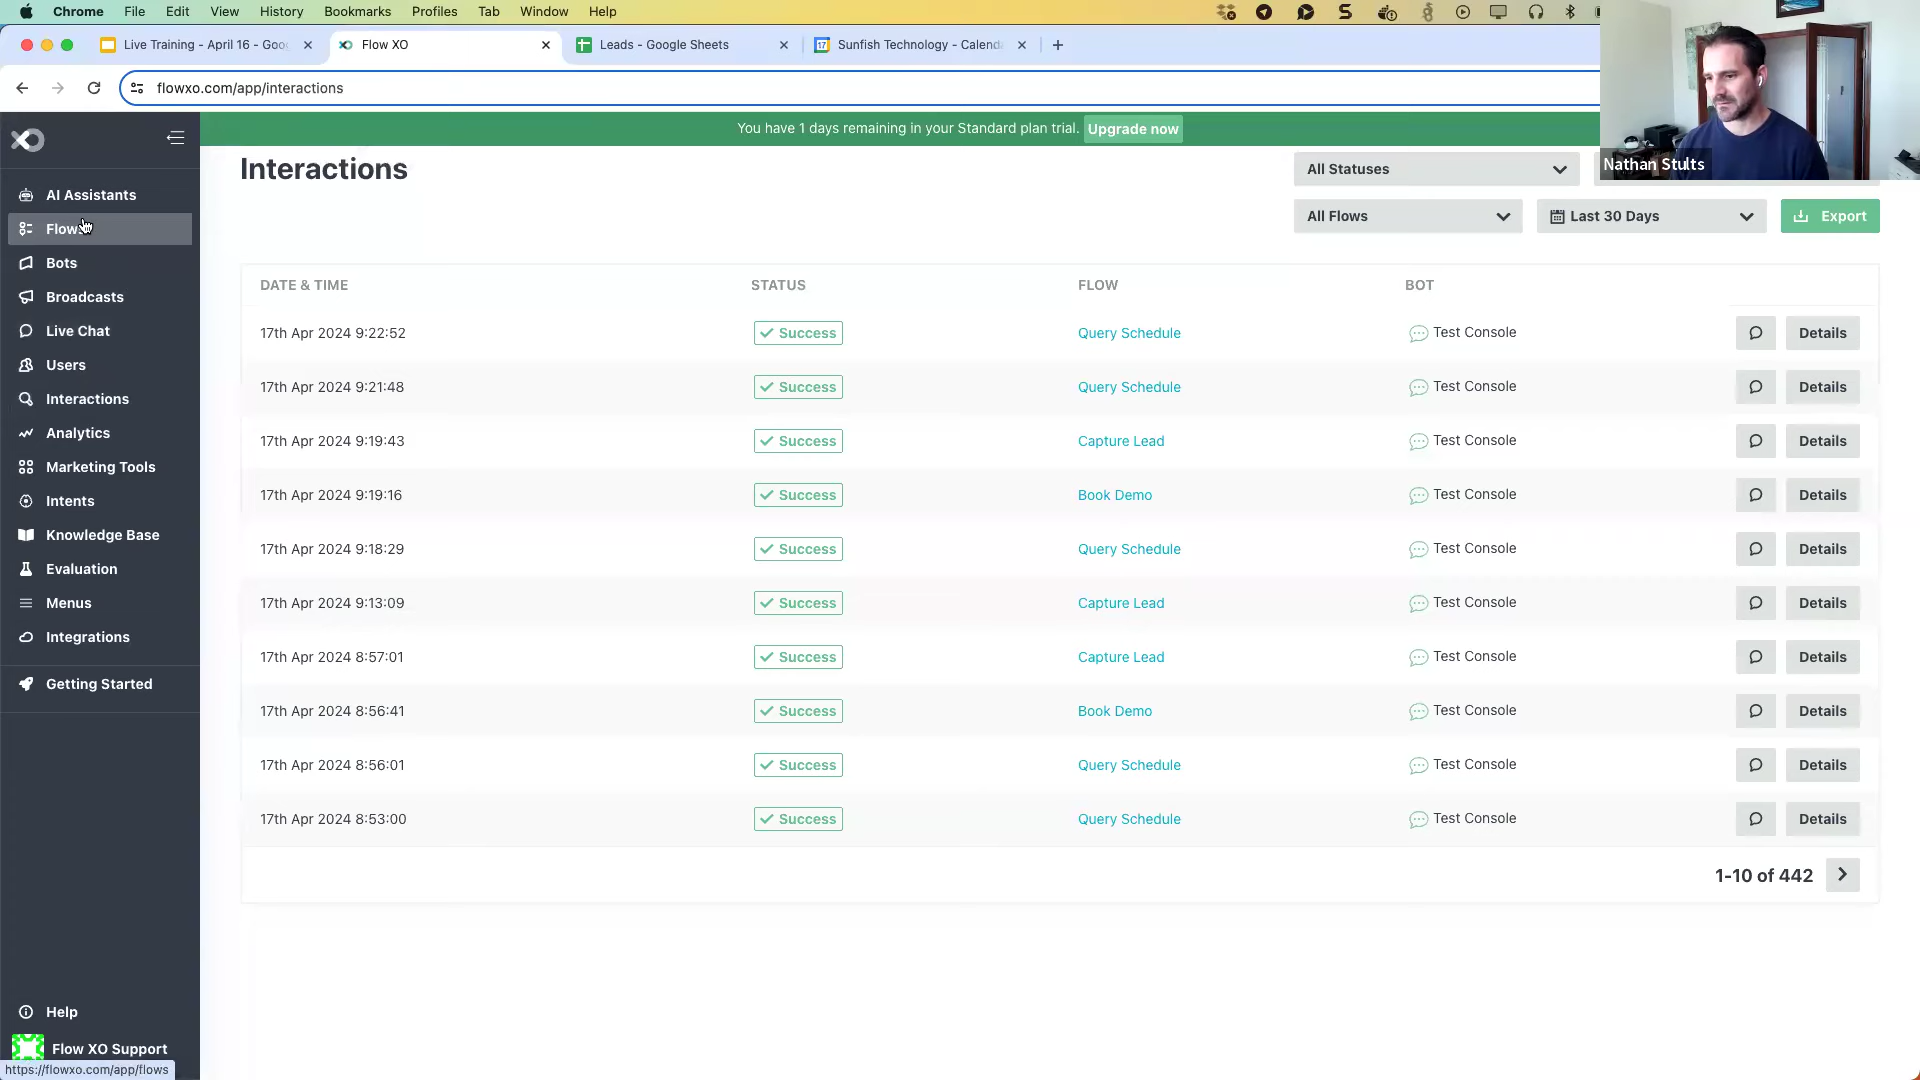 Chrome File Edit View History Bookmarks Profiles Tab Window Help
Live Training - April 16 - Goo
Flow XO
Leads - Google Sheets
17 Sunfish Technology - Calend
flowxo.com/app/interactions
You have 1 days remaining in your Standard plan trial. Upgrade now
Nathan Stults
XO
AI Assistants
Flows
Bots
Broadcasts
Live Chat
Users
Interactions
Analytics
Marketing Tools
Intents
Knowledge Base
Evaluation
Menus
Integrations
Getting Started
Help
Flow XO Support
https://flowxo.com/app/flows
Interactions
All Statuses
All Flows
Last 30 Days
Export
DATE & TIME STATUS FLOW BOT
17th Apr 2024 9:22:52 Success Query Schedule Test Console Details
17th Apr 2024 9:21:48 Success Query Schedule Test Console Details
17th Apr 2024 9:19:43 Success Capture Lead Test Console Details
17th Apr 2024 9:19:16 Success Book Demo Test Console Details
17th Apr 2024 9:18:29 Success Query Schedule Test Console Details
17th Apr 2024 9:13:09 Success Capture Lead Test Console Details
17th Apr 2024 8:57:01 Success Capture Lead Test Console Details
17th Apr 2024 8:56:41 Success Book Demo Test Console Details
17th Apr 2024 8:56:01 Success Query Schedule Test Console Details
17th Apr 2024 8:53:00 Success Query Schedule Test Console Details
1-10 of 442